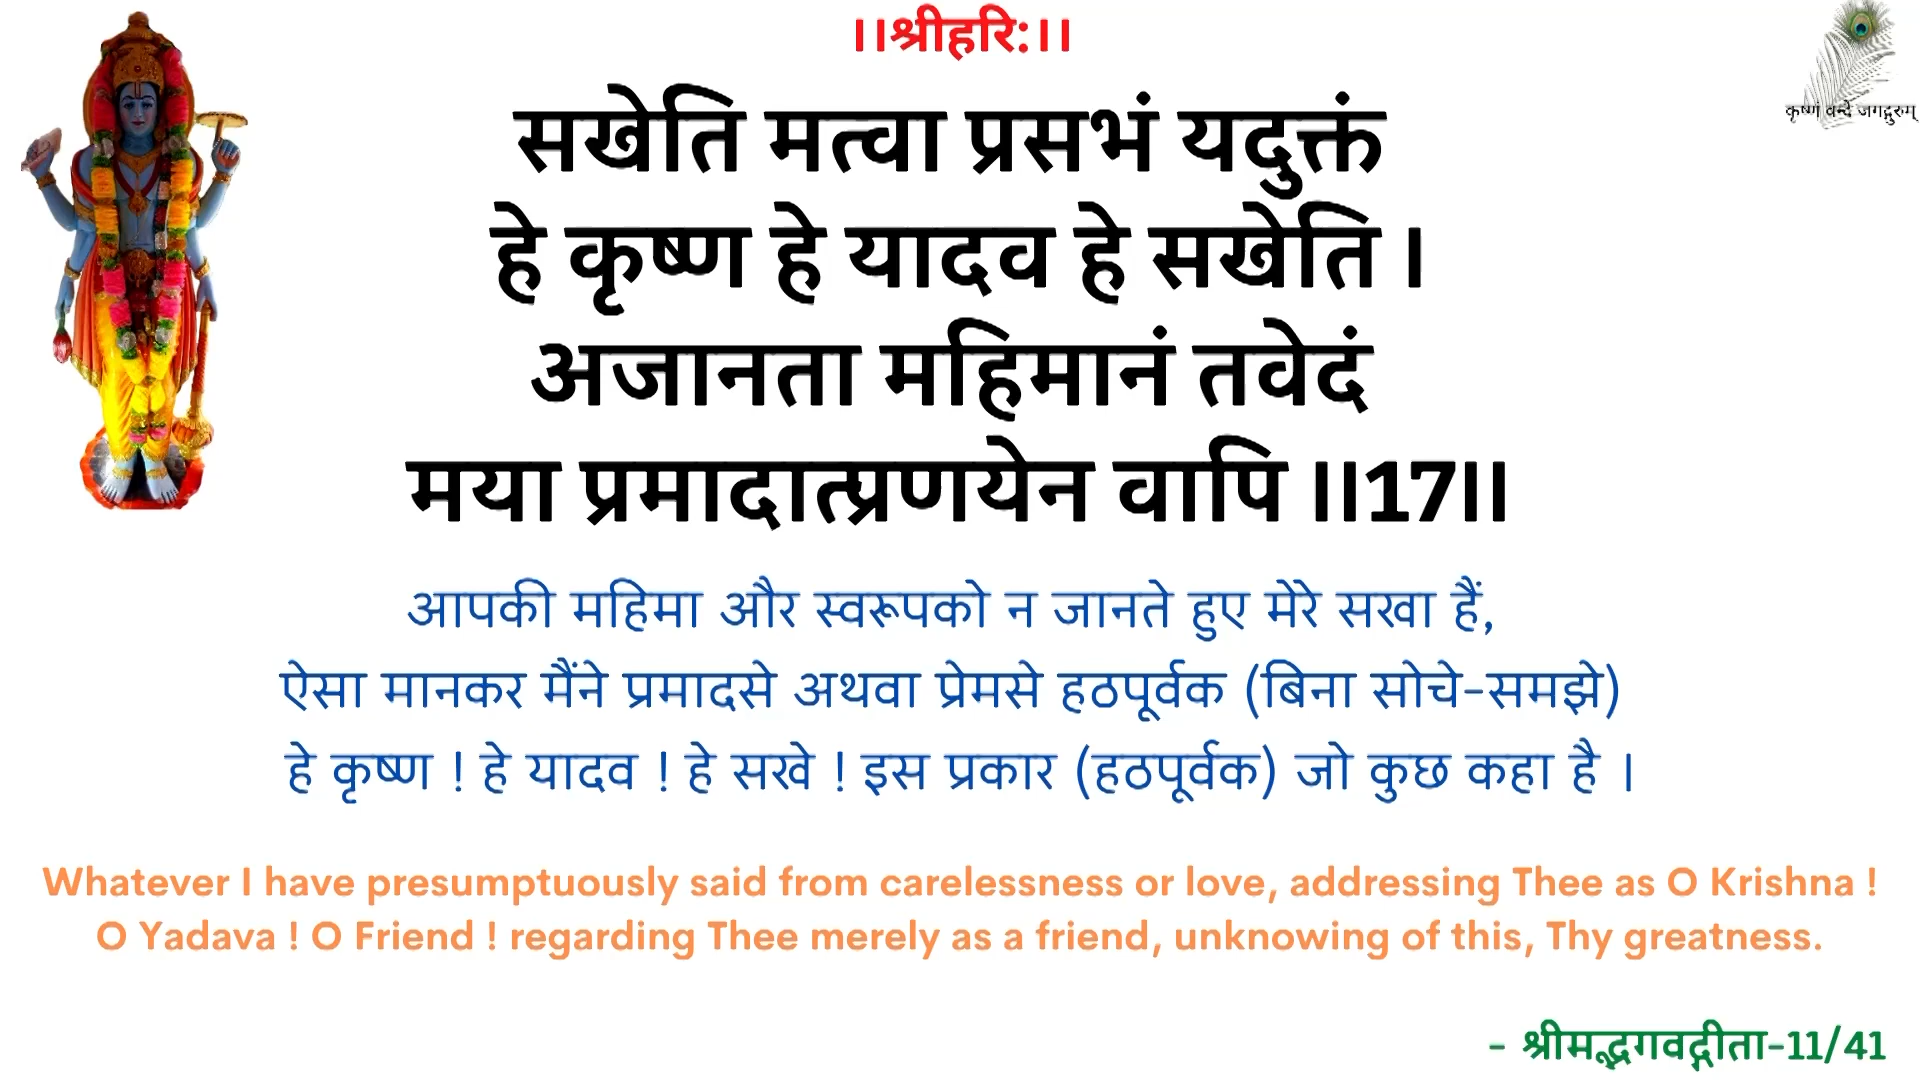 ।।श्रीहरि:।।
कृष्णं वन्दे जगद्गुरुम्
सखेति मत्वा प्रसभं यदुक्तं
हे कृष्ण हे यादव हे सखेति ।
अजानता महिमानं तवेदं
मया प्रमादात्प्रणयेन वापि ।।17।।
आपकी महिमा और स्वरूपको न जानते हुए मेरे सखा हैं,
ऐसा मानकर मैंने प्रमादसे अथवा प्रेमसे हठपूर्वक (बिना सोचे-समझे)
हे कृष्ण ! हे यादव ! हे सखे ! इस प्रकार (हठपूर्वक) जो कुछ कहा है ।
Whatever I have presumptuously said from carelessness or love, addressing Thee as O Krishna !
O Yadava ! O Friend ! regarding Thee merely as a friend, unknowing of this, Thy greatness.
- श्रीमद्भगवद्गीता-11/41